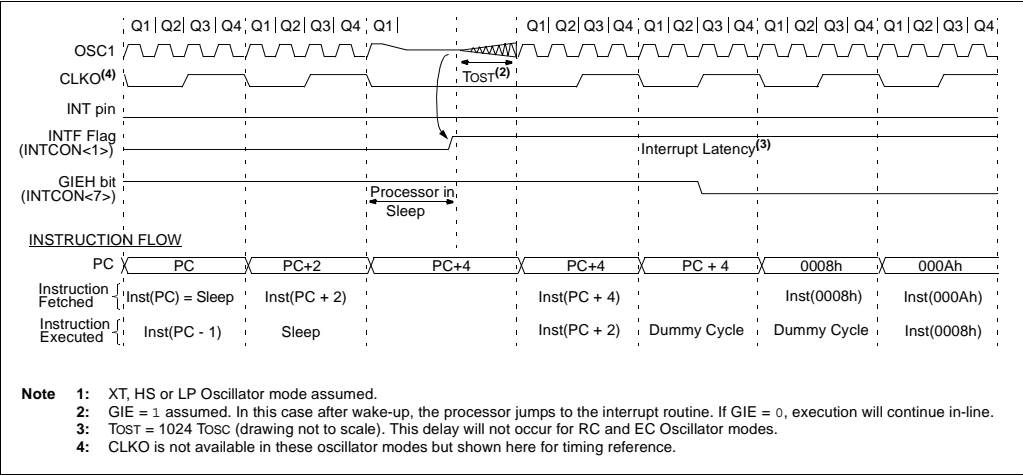 Q1 Q2 Q3 Q4 Q1 Q2 Q3 Q4 Q1 Q1 Q2 Q3 Q4 Q1 Q2 Q3 Q4 Q1 Q2 Q3 Q4 Q1 Q2 Q3 Q4
OSC1
CLKO(4)
TOST(2)
INT pin
INTF Flag
(INTCON<1>)
Interrupt Latency(3)
GIEH bit
(INTCON<7>)
Processor in
Sleep
INSTRUCTION FLOW
PC PC PC+2 PC+4 PC+4 PC + 4 0008h 000Ah
Instruction
Fetched
Inst(PC) = Sleep Inst(PC + 2) Inst(PC + 4) Inst(0008h) Inst(000Ah)
Instruction
Executed
Inst(PC - 1) Sleep Inst(PC + 2) Dummy Cycle Dummy Cycle Inst(0008h)
Note 1: XT, HS or LP Oscillator mode assumed.
2: GIE = 1 assumed. In this case after wake-up, the processor jumps to the interrupt routine. If GIE = 0, execution will continue in-line.
3: TOST = 1024 TOSC (drawing not to scale). This delay will not occur for RC and EC Oscillator modes.
4: CLKO is not available in these oscillator modes but shown here for timing reference.